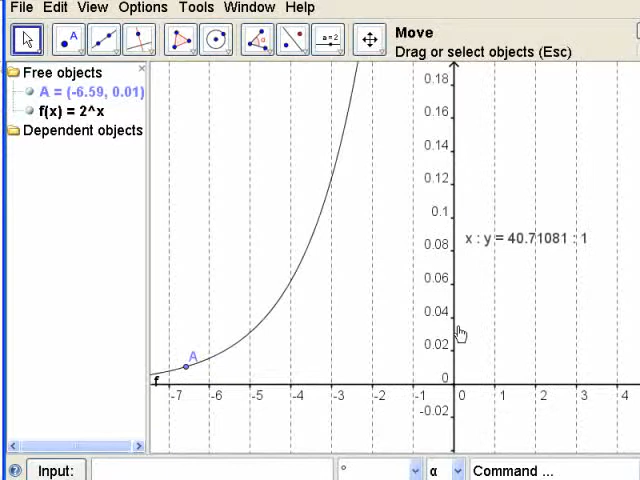 File Edit View Options Tools Window Help
A
α
a=2
Move
Drag or select objects (Esc)
Free objects
A = (-6.59, 0.01)
f(x) = 2^x
Dependent objects
0.18
0.16
0.14
0.12
0.1
x : y = 40.71081 : 1
0.08
0.06
0.04
0.02
A
0
f
-7 -6 -5 -4 -3 -2 -1 0 1 2 3 4
-0.02
Input: ° α Command ...